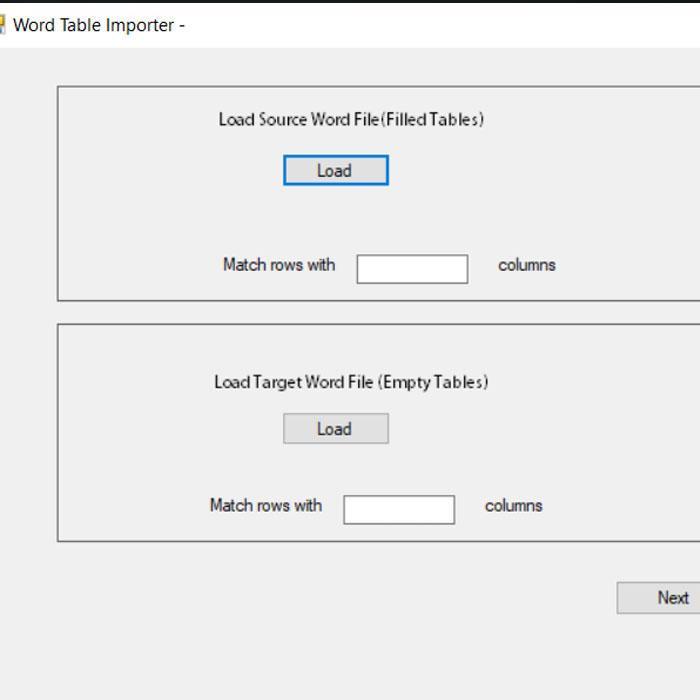 Word Table Importer -
Load Source Word File(Filled Tables)
Load
Match rows with columns
Load Target Word File (Empty Tables)
Load
Match rows with columns
Next